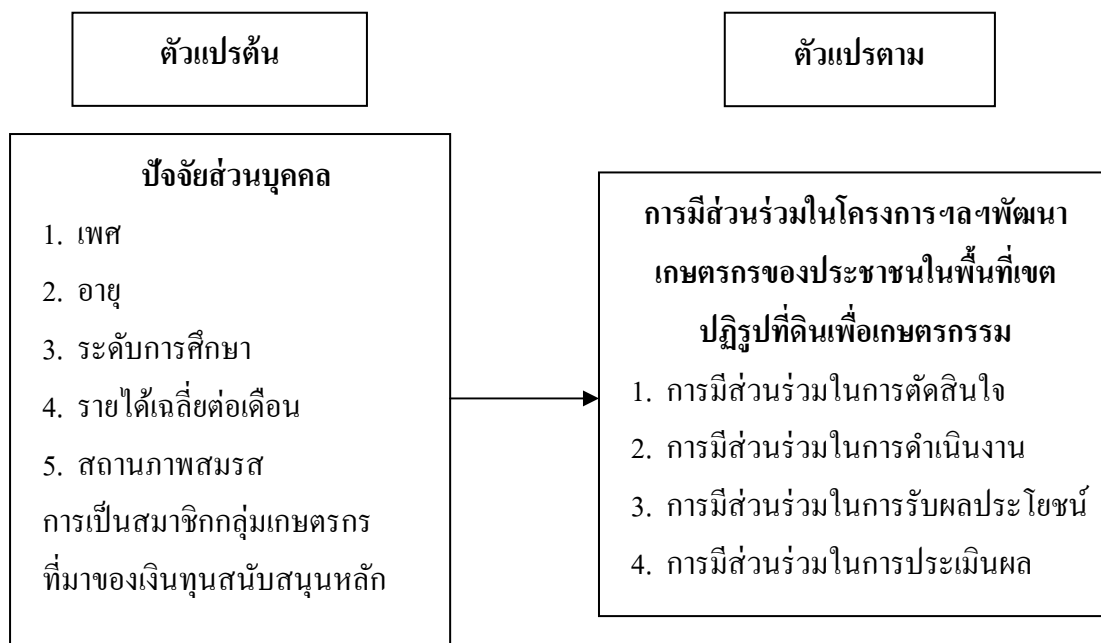 ตัวแปรต้น
ตัวแปรตาม
ปัจจัยส่วนบุคคล
1. เพศ
2. อายุ
3. ระดับการศึกษา
4. รายได้เฉลี่ยต่อเดือน
5. สถานภาพสมรส
การเป็นสมาชิกกลุ่มเกษตรกร
ที่มาของเงินทุนสนับสนุนหลัก
การมีส่วนร่วมในโครงการฯลฯพัฒนา
เกษตรกรของประชาชนในพื้นที่เขต
ปฏิรูปที่ดินเพื่อเกษตรกรรม
1. การมีส่วนร่วมในการตัดสินใจ
2. การมีส่วนร่วมในการดำเนินงาน
3. การมีส่วนร่วมในการรับผลประโยชน์
4. การมีส่วนร่วมในการประเมินผล